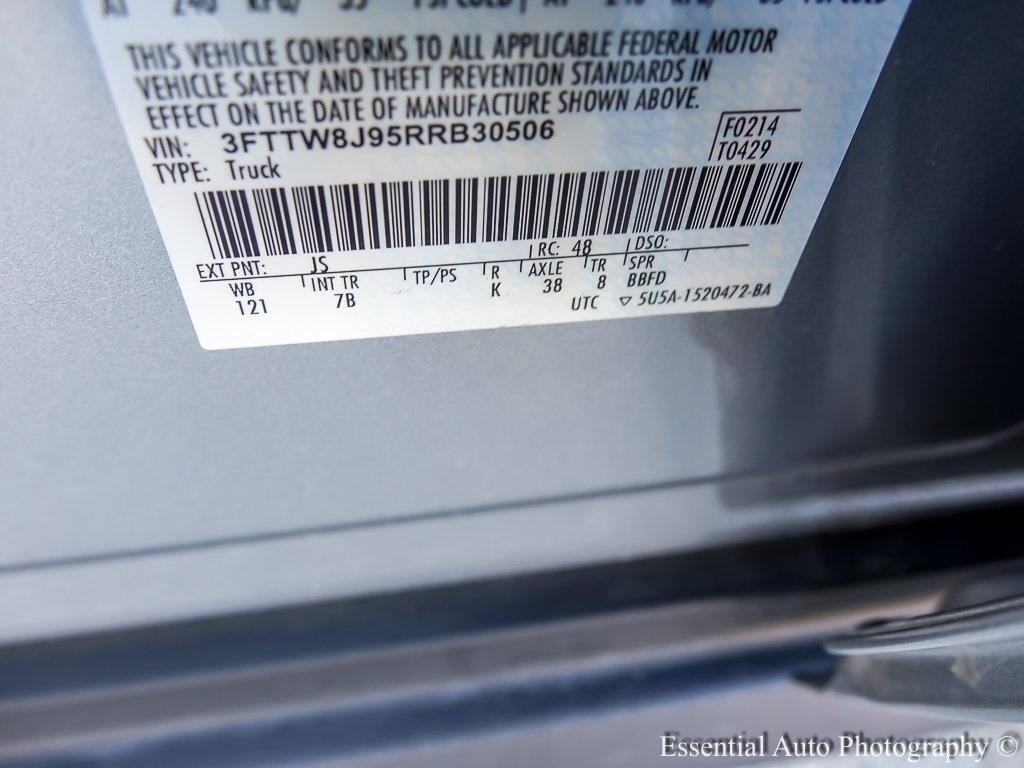 THIS VEHICLE CONFORMS TO ALL APPLICABLE FEDERAL MOTOR
VEHICLE SAFETY AND THEFT PREVENTION STANDARDS IN
EFFECT ON THE DATE OF MANUFACTURE SHOWN ABOVE.
VIN: 3FTTW8J95RRB30506
F0214
T0429
TYPE: Truck
EXT PNT: JS RC: 48 DSO:
WB INT TR TP/PS R AXLE TR SPR
121 7B K 38 8 BBFD
UTC ▽ 5U5A-1520472-BA
Essential Auto Photography ©